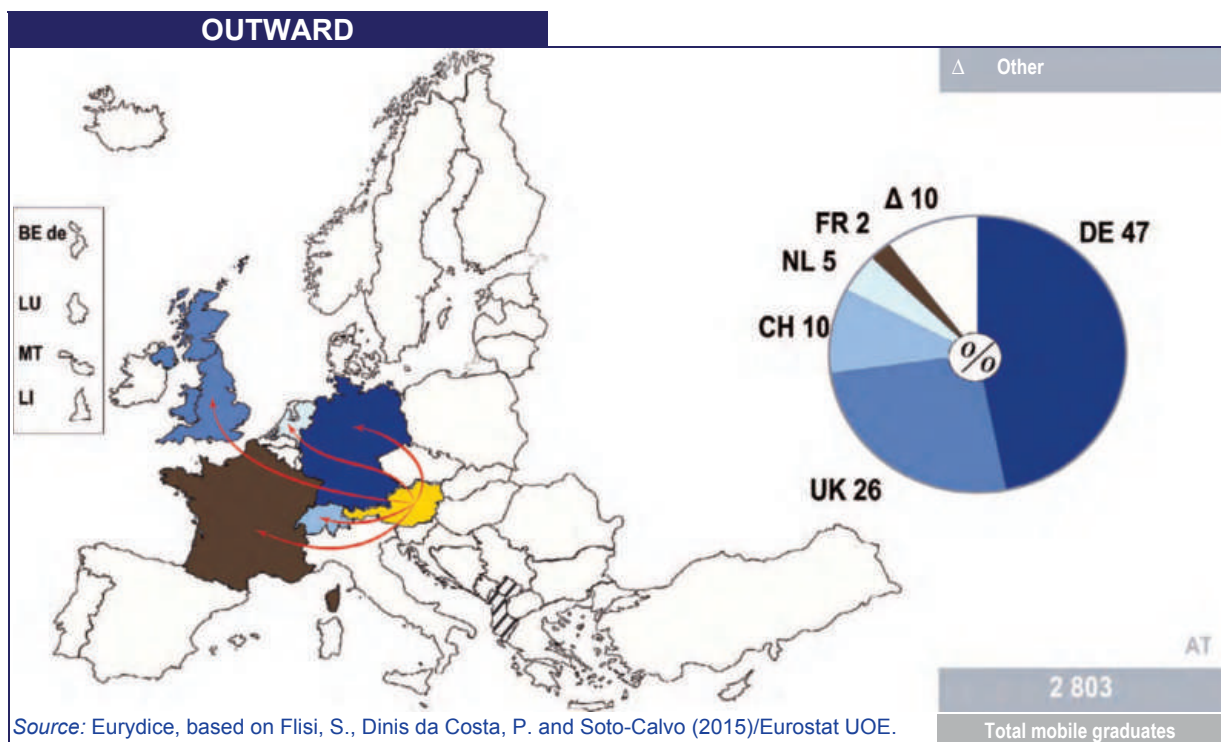 OUTWARD
Δ Other
BE de
LU
MT
LI
Δ 10
FR 2
DE 47
NL 5
CH 10
%
UK 26
AT
2 803
Source: Eurydice, based on Flisi, S., Dinis da Costa, P. and Soto-Calvo (2015)/Eurostat UOE.
Total mobile graduates